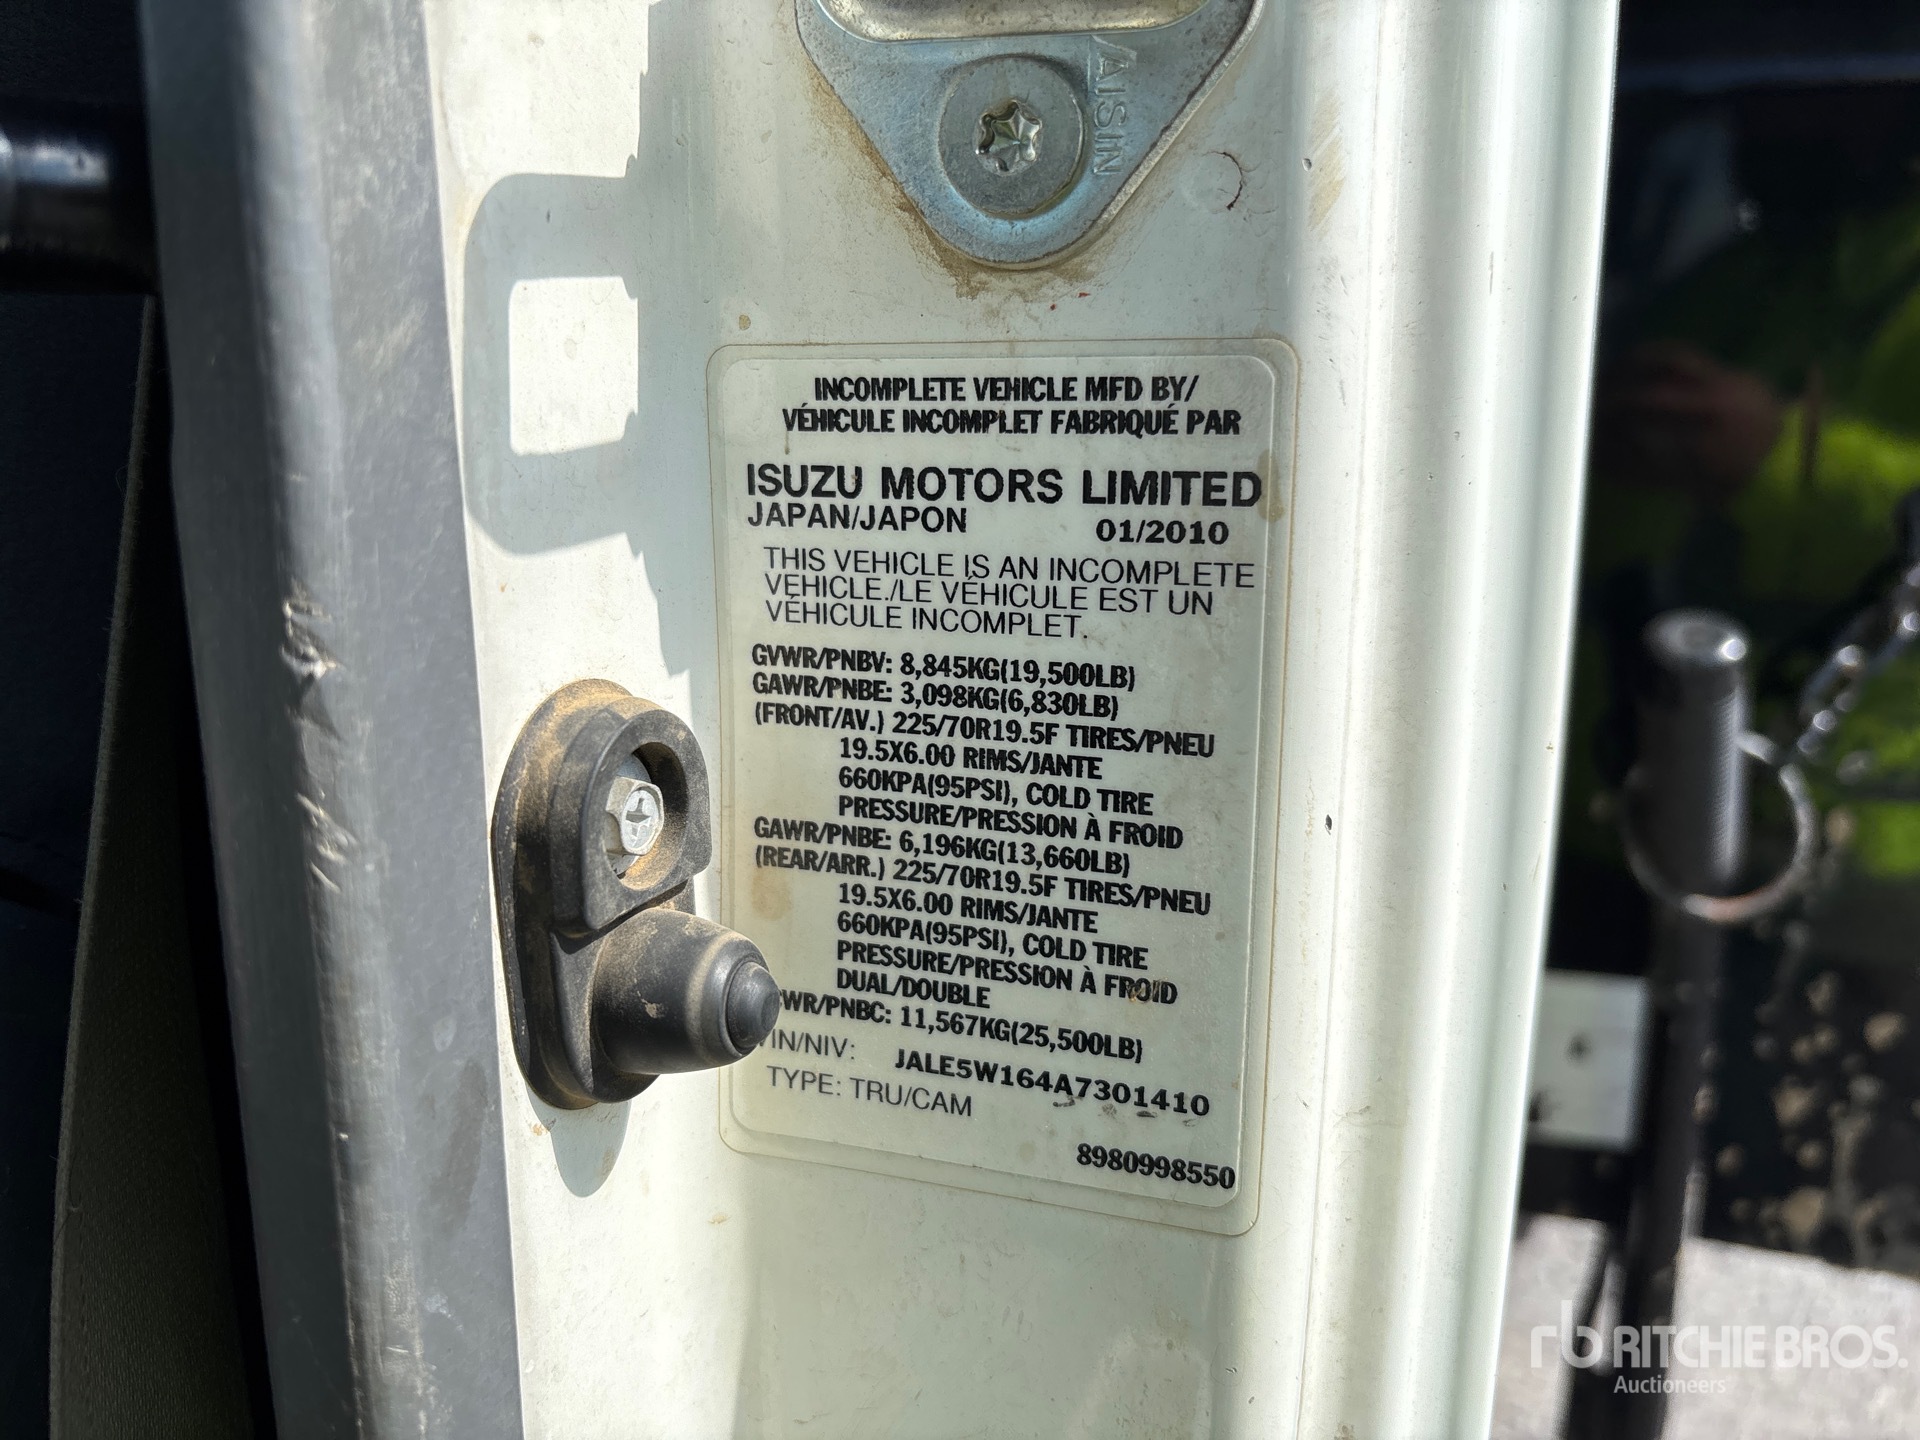 AISIN
INCOMPLETE VEHICLE MFD BY/
VÉHICULE INCOMPLET FABRIQUÉ PAR
ISUZU MOTORS LIMITED
JAPAN/JAPON 01/2010
THIS VEHICLE IS AN INCOMPLETE
VEHICLE./LE VÉHICULE EST UN
VÉHICULE INCOMPLET.
GVWR/PNBV: 8,845KG(19,500LB)
GAWR/PNBE: 3,098KG(6,830LB)
(FRONT/AV.) 225/70R19.5F TIRES/PNEU
19.5X6.00 RIMS/JANTE
660KPA(95PSI), COLD TIRE
PRESSURE/PRESSION À FROID
GAWR/PNBE: 6,196KG(13,660LB)
(REAR/ARR.) 225/70R19.5F TIRES/PNEU
19.5X6.00 RIMS/JANTE
660KPA(95PSI), COLD TIRE
PRESSURE/PRESSION À FROID
DUAL/DOUBLE
CWR/PNBC: 11,567KG(25,500LB)
VIN/NIV: JALE5W164A7301410
TYPE: TRU/CAM
8980998550
rb RITCHIE BROS.
Auctioneers